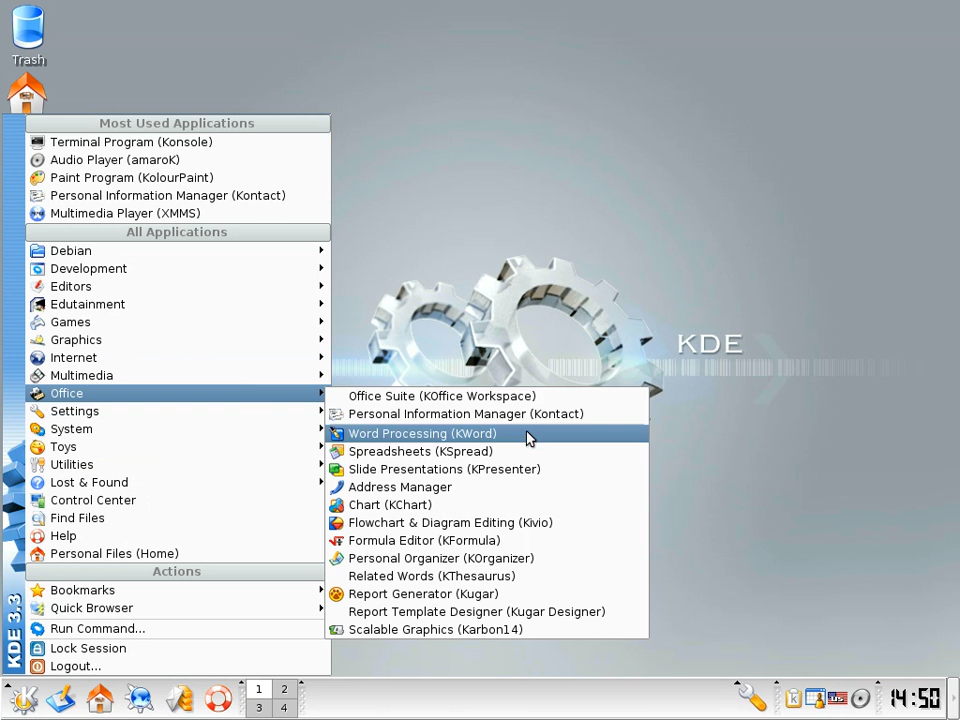 Trash
Most Used Applications
Terminal Program (Konsole)
Audio Player (amaroK)
Paint Program (KolourPaint)
Personal Information Manager (Kontact)
Multimedia Player (XMMS)
All Applications
Debian
Development
Editors
Edutainment
Games
Graphics
Internet
Multimedia
Office
Settings
System
Toys
Utilities
Lost & Found
Control Center
Find Files
Help
Personal Files (Home)
Actions
Bookmarks
Quick Browser
Run Command...
Lock Session
Logout...
KDE 3.3
KDE
Office Suite (KOffice Workspace)
Personal Information Manager (Kontact)
Word Processing (KWord)
Spreadsheets (KSpread)
Slide Presentations (KPresenter)
Address Manager
Chart (KChart)
Flowchart & Diagram Editing (Kivio)
Formula Editor (KFormula)
Personal Organizer (KOrganizer)
Related Words (KThesaurus)
Report Generator (Kugar)
Report Template Designer (Kugar Designer)
Scalable Graphics (Karbon14)
1 2
3 4
14:50